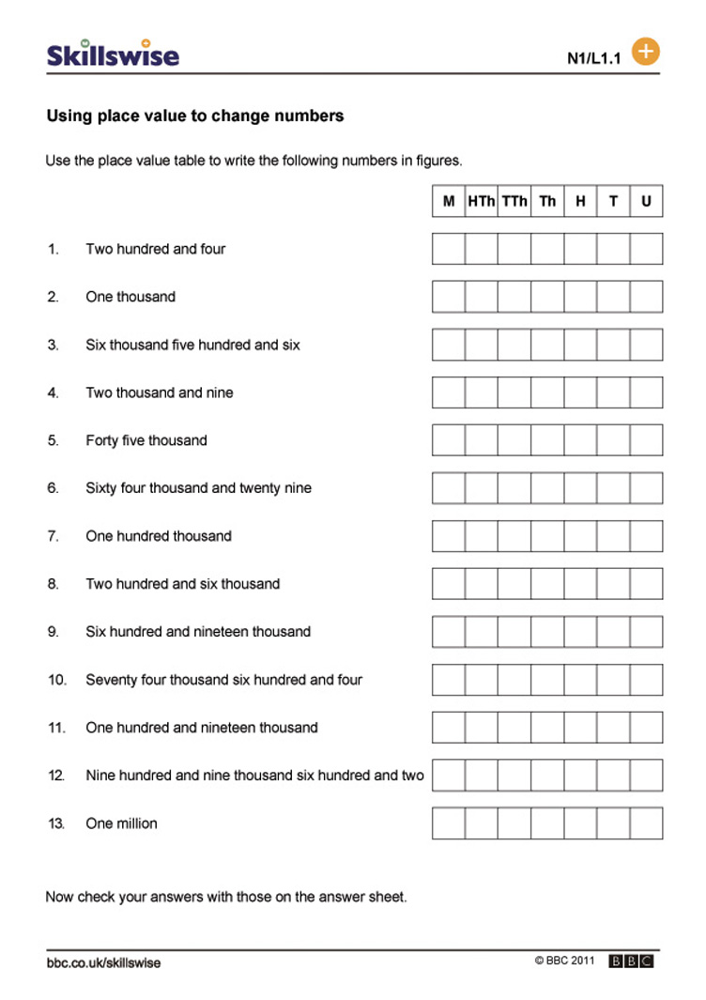 Skillswise
N1/L1.1 +
Using place value to change numbers
Use the place value table to write the following numbers in figures.
M HTh TTh Th H T U
1. Two hundred and four
2. One thousand
3. Six thousand five hundred and six
4. Two thousand and nine
5. Forty five thousand
6. Sixty four thousand and twenty nine
7. One hundred thousand
8. Two hundred and six thousand
9. Six hundred and nineteen thousand
10. Seventy four thousand six hundred and four
11. One hundred and nineteen thousand
12. Nine hundred and nine thousand six hundred and two
13. One million
Now check your answers with those on the answer sheet.
bbc.co.uk/skillswise © BBC 2011 BBC